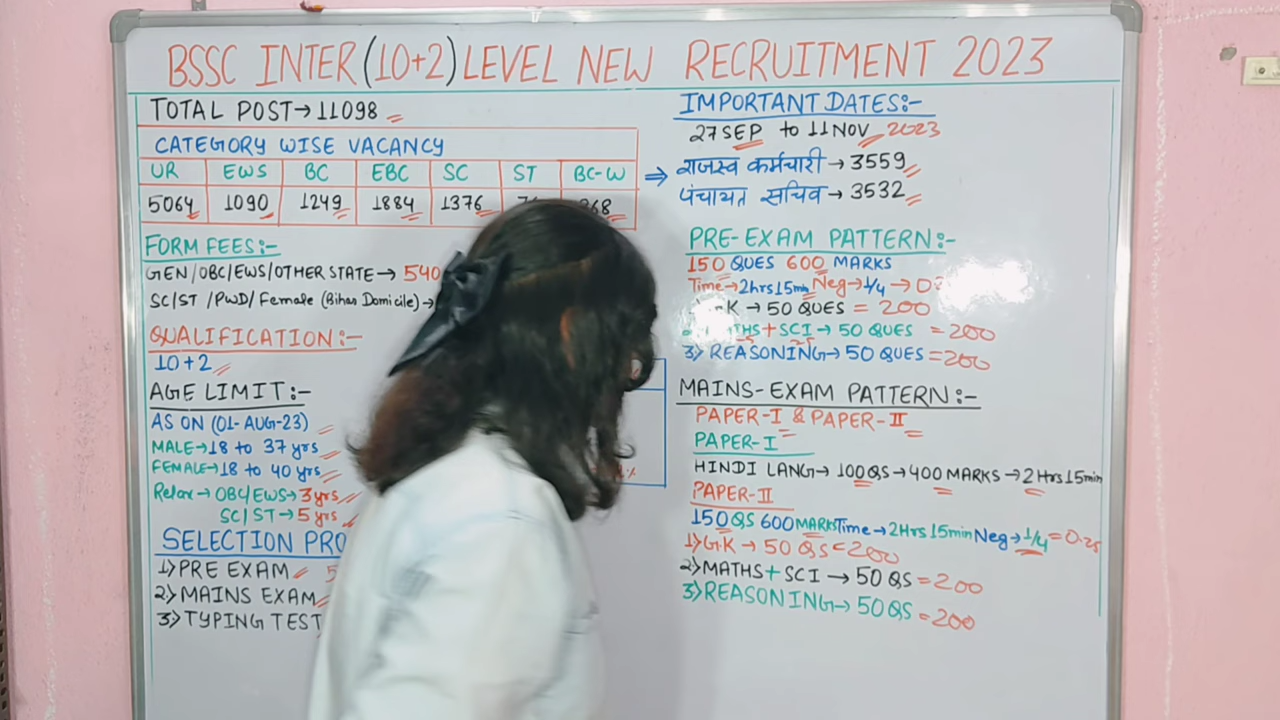 BSSC INTER (10+2) LEVEL NEW RECRUITMENT 2023
TOTAL POST→11098
CATEGORY WISE VACANCY
UR EWS BC EBC SC ST BC-W
5064 1090 1249 1884 1376
FORM FEES:-
GEN/OBC/EWS/OTHER STATE→ 540
SC/ST /PWD/ Female (Bihar Domicile)→
QUALIFICATION:-
10+2
AGE LIMIT:-
AS ON (01-AUG-23)
MALE→18 to 37 yrs
FEMALE→18 to 40 yrs
Relax→ OBC/EWS→3 yrs
SC/ST→5 yrs
SELECTION
1) PRE EXAM
2) MAINS EXAM
3) TYPING TEST
IMPORTANT DATES:-
27 SEP to 11 NOV 2023
⇒ राजस्व कर्मचारी → 3559
पंचायत सचिव → 3532
PRE-EXAM PATTERN:-
150 QUES 600 MARKS
Time→2hrs 15min Neg→1/4→
→ 50 QUES = 200
+ SCI → 50 QUES = 200
3) REASONING→ 50 QUES = 200
MAINS-EXAM PATTERN:-
PAPER-I & PAPER-II
PAPER-I
HINDI LANG→ 100 QS → 400 MARKS → 2 Hrs 15min
PAPER-II
150 QS 600 MARKS Time→2Hrs 15min Neg→1/4=0.25
1) G.K → 50 QS = 200
2) MATHS + SCI → 50 QS = 200
3) REASONING→ 50 QS = 200